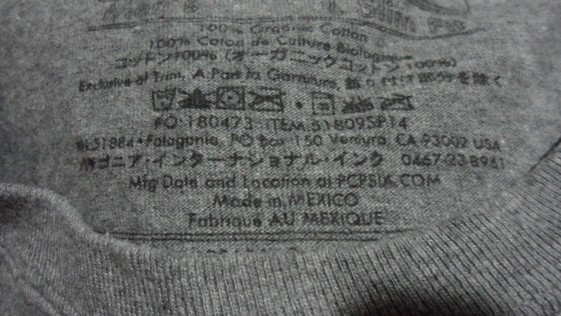 100% Organic Cotton
100% Coton de Culture Biologique
コットン100% (オーガニックコットン100%)
Exclusive of Trim, A Part la Garniture, 飾り付け部分を除く
PO 180473 ITEM 51809SP14
51884 • Patagonia, PO Box 150 Ventura, CA 93002 USA
パタゴニア・インターナショナル・インク 0467-23-8961
Mfg Date and Location at PCPSIA.COM
Made in MEXICO
Fabriqué AU MEXIQUE